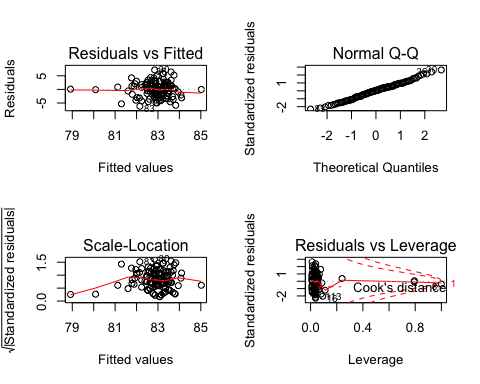 Residuals vs Fitted
Residuals
5
-5
79
81
83
85
Fitted values
Normal Q-Q
Standardized residuals
1
-2
-2
-1
0
1
2
Theoretical Quantiles
Scale-Location
√|Standardized residuals|
1.5
0.0
79
81
83
85
Fitted values
Residuals vs Leverage
Standardized residuals
1
-2
Cook's distance
1
0.0
0.4
0.8
Leverage